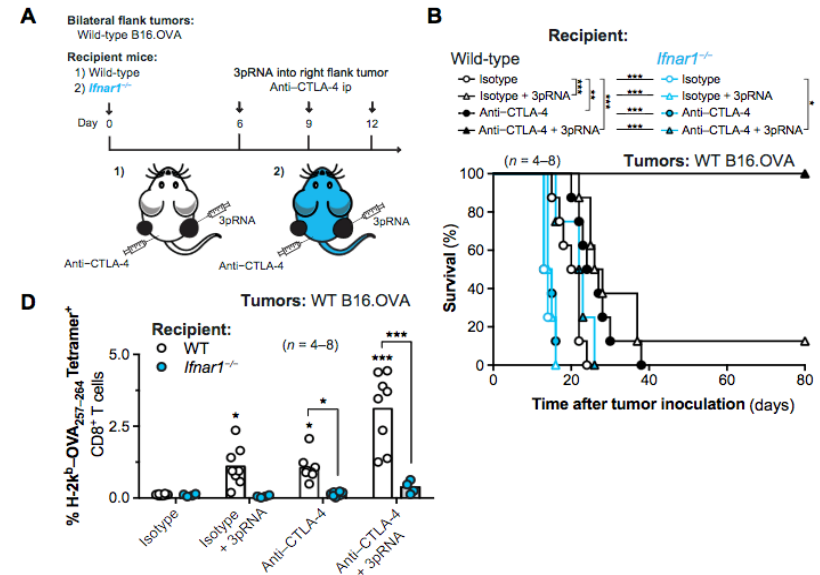 A
Bilateral flank tumors:
Wild-type B16.OVA
Recipient mice:
1) Wild-type
2) Ifnar1–/–
3pRNA into right flank tumor
Anti–CTLA-4 ip
Day 0 6 9 12
1) 2)
3pRNA 3pRNA
Anti–CTLA-4 Anti–CTLA-4
B
Recipient:
Wild-type Ifnar1–/–
Isotype *** Isotype
Isotype + 3pRNA *** Isotype + 3pRNA
Anti–CTLA-4 *** Anti–CTLA-4
Anti–CTLA-4 + 3pRNA *** Anti–CTLA-4 + 3pRNA
*** ** *** *
(n = 4–8) Tumors: WT B16.OVA
Survival (%)
100
80
60
40
20
0
0 20 40 60 80
Time after tumor inoculation (days)
D
Tumors: WT B16.OVA
Recipient:
WT
Ifnar1–/–
(n = 4–8)
% H-2kb–OVA257–264 Tetramer+
CD8+ T cells
5.0
2.5
0.0
* * * *** ***
Isotype
Isotype
+ 3pRNA
Anti–CTLA-4
Anti–CTLA-4
+ 3pRNA